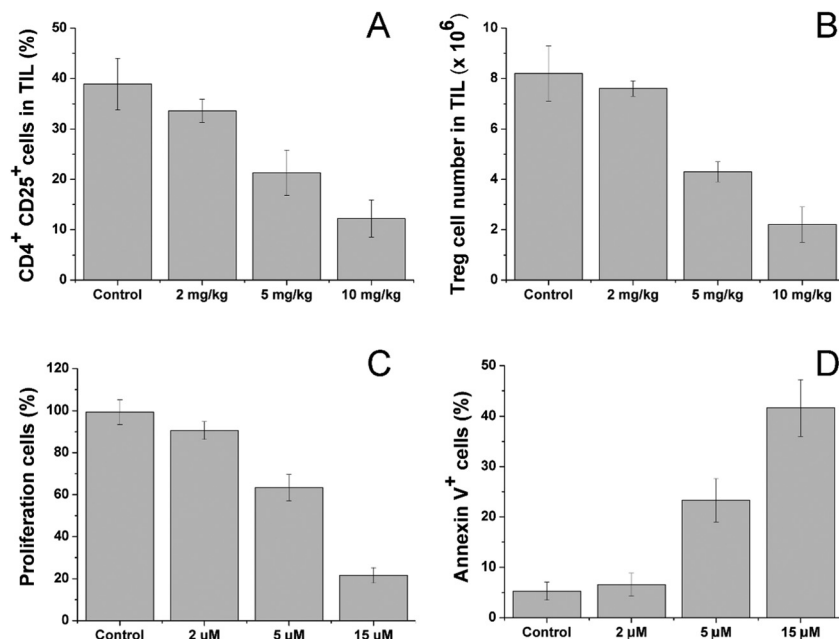 A
CD4+ CD25+cells in TIL (%)
50
40
30
20
10
0
Control 2 mg/kg 5 mg/kg 10 mg/kg
B
Treg cell number in TIL (x 10⁶)
10
8
6
4
2
0
Control 2 mg/kg 5 mg/kg 10 mg/kg
C
Proliferation cells (%)
120
100
80
60
40
20
0
Control 2 µM 5 µM 15 µM
D
Annexin V+ cells (%)
50
40
30
20
10
0
Control 2 µM 5 µM 15 µM